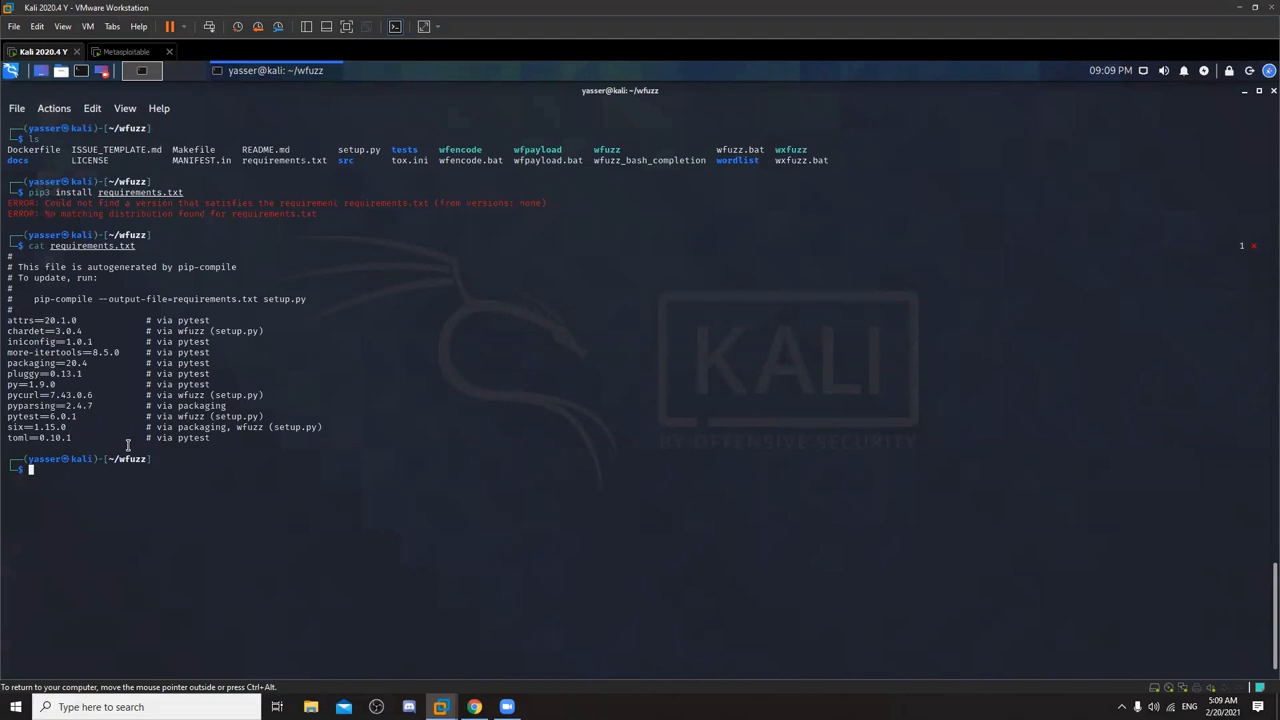 Kali 2020.4 Y - VMware Workstation
File Edit View VM Tabs Help
Kali 2020.4 Y Metasploitable
yasser@kali: ~/wfuzz 09:09 PM
yasser@kali: ~/wfuzz
File Actions Edit View Help
┌──(yasser㉿kali)-[~/wfuzz]
└─$ ls
Dockerfile ISSUE_TEMPLATE.md Makefile README.md setup.py tests wfencode wfpayload wfuzz wfuzz.bat wxfuzz
docs LICENSE MANIFEST.in requirements.txt src tox.ini wfencode.bat wfpayload.bat wfuzz_bash_completion wordlist wxfuzz.bat
┌──(yasser㉿kali)-[~/wfuzz]
└─$ pip3 install requirements.txt
ERROR: Could not find a version that satisfies the requirement requirements.txt (from versions: none)
ERROR: No matching distribution found for requirements.txt
┌──(yasser㉿kali)-[~/wfuzz]
└─$ cat requirements.txt 1 ×
#
# This file is autogenerated by pip-compile
# To update, run:
#
# pip-compile --output-file=requirements.txt setup.py
#
attrs==20.1.0 # via pytest
chardet==3.0.4 # via wfuzz (setup.py)
iniconfig==1.0.1 # via pytest
more-itertools==8.5.0 # via pytest
packaging==20.4 # via pytest
pluggy==0.13.1 # via pytest
py==1.9.0 # via pytest
pycurl==7.43.0.6 # via wfuzz (setup.py)
pyparsing==2.4.7 # via packaging
pytest==6.0.1 # via wfuzz (setup.py)
six==1.15.0 # via packaging, wfuzz (setup.py)
toml==0.10.1 # via pytest
┌──(yasser㉿kali)-[~/wfuzz]
└─$
KALI
BY OFFENSIVE SECURITY
To return to your computer, move the mouse pointer outside or press Ctrl+Alt.
Type here to search
ENG
5:09 AM
2/20/2021